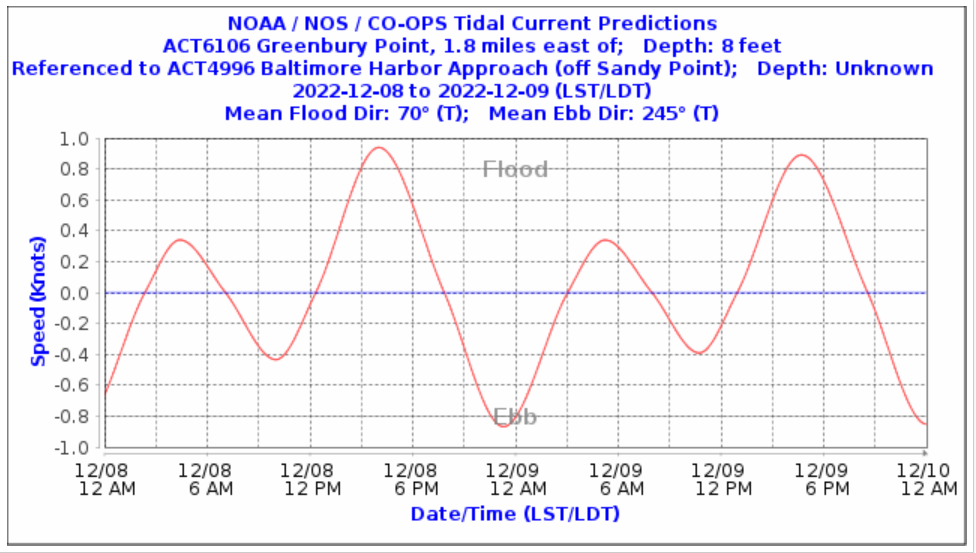 NOAA / NOS / CO-OPS Tidal Current Predictions
ACT6106 Greenbury Point, 1.8 miles east of;   Depth: 8 feet
Referenced to ACT4996 Baltimore Harbor Approach (off Sandy Point);   Depth: Unknown
2022-12-08 to 2022-12-09 (LST/LDT)
Mean Flood Dir: 70° (T);   Mean Ebb Dir: 245° (T)
1.0
0.8
0.6
0.4
0.2
0.0
-0.2
-0.4
-0.6
-0.8
-1.0
Speed (Knots)
Flood
Ebb
12/08 12/08 12/08 12/08 12/09 12/09 12/09 12/09 12/10
12 AM 6 AM 12 PM 6 PM 12 AM 6 AM 12 PM 6 PM 12 AM
Date/Time (LST/LDT)